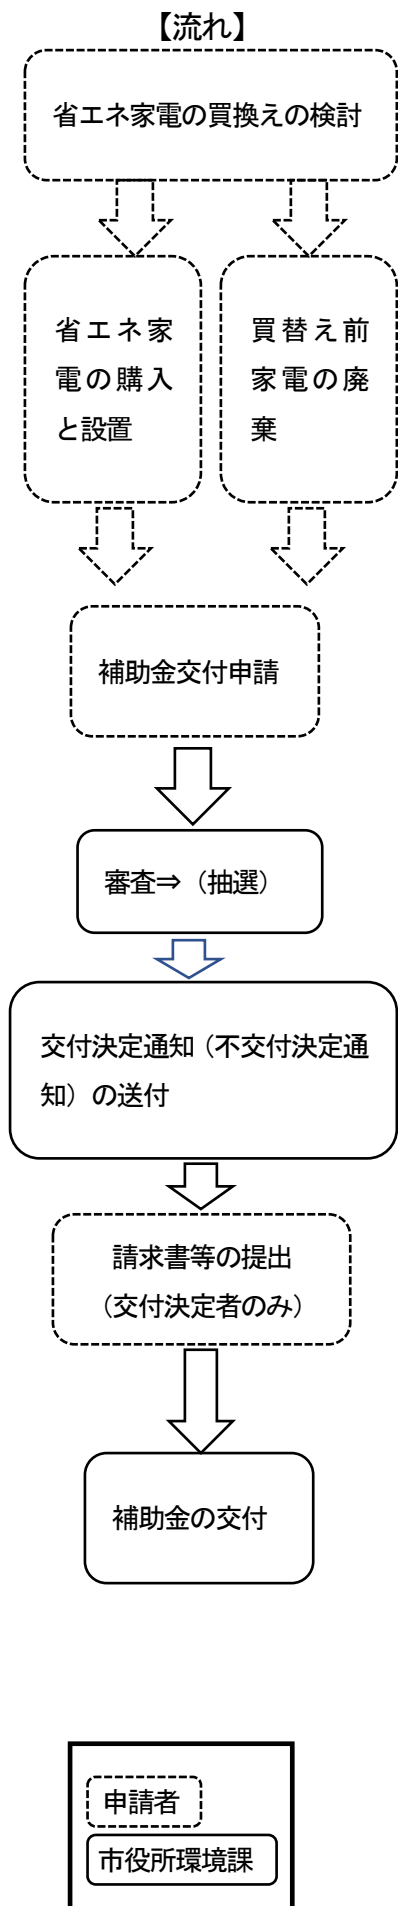 【流れ】
省エネ家電の買換えの検討
省エネ家
電の購入
と設置
買替え前
家電の廃
棄
補助金交付申請
審査⇒（抽選）
交付決定通知（不交付決定通
知）の送付
請求書等の提出
（交付決定者のみ）
補助金の交付
申請者
市役所環境課